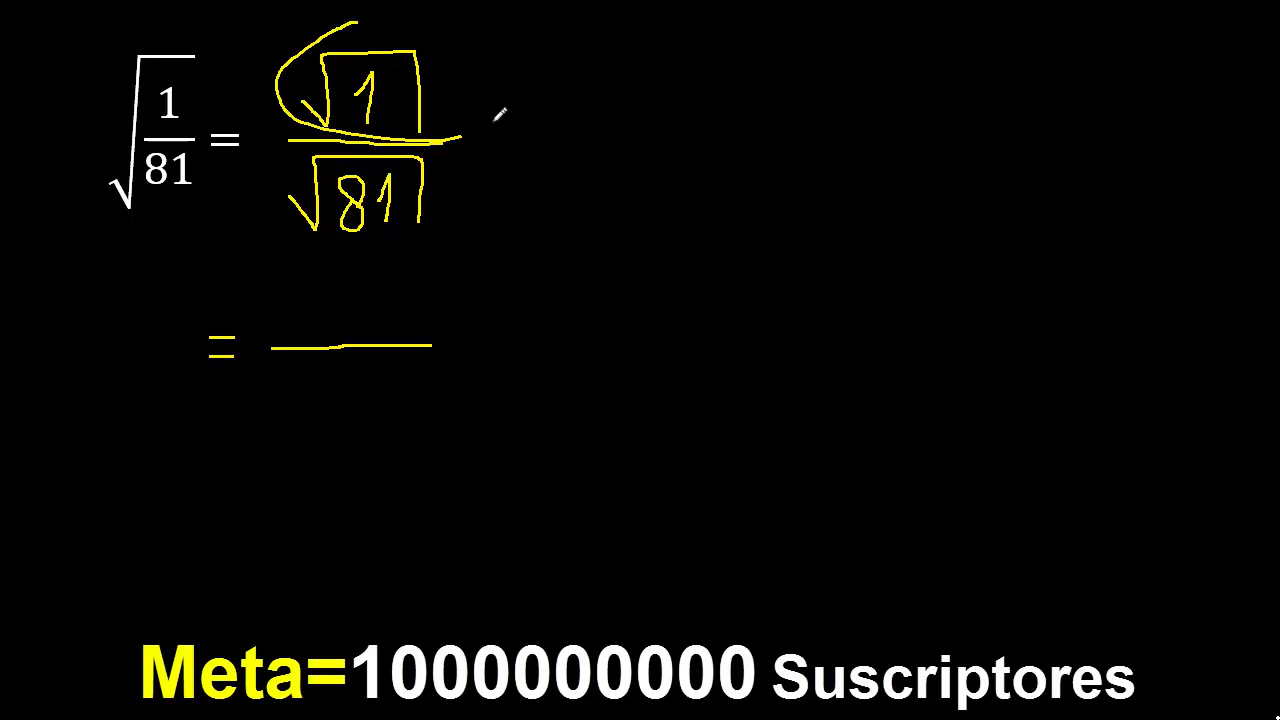 √(1/81) = √1/√81
=
Meta=1000000000 Suscriptores